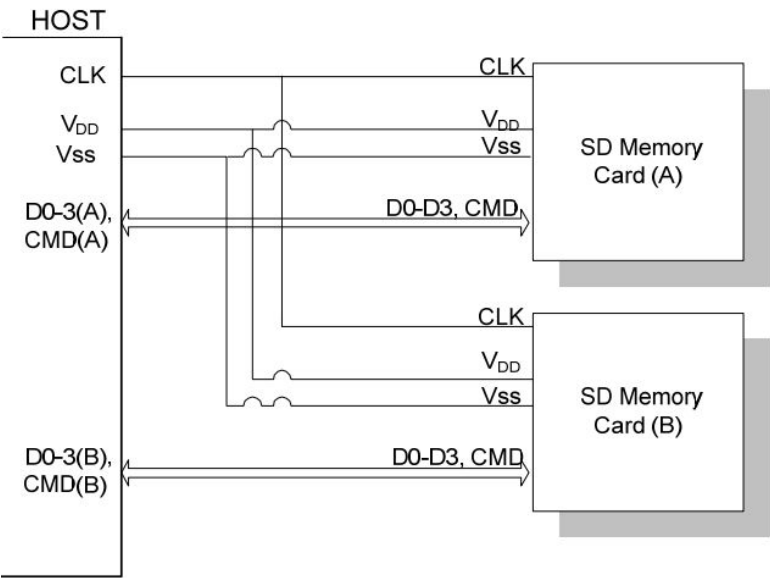 HOST
CLK
VDD
Vss
D0-3(A),
CMD(A)
CLK
VDD
Vss
D0-D3, CMD
SD Memory
Card (A)
CLK
VDD
Vss
SD Memory
Card (B)
D0-3(B),
CMD(B)
D0-D3, CMD